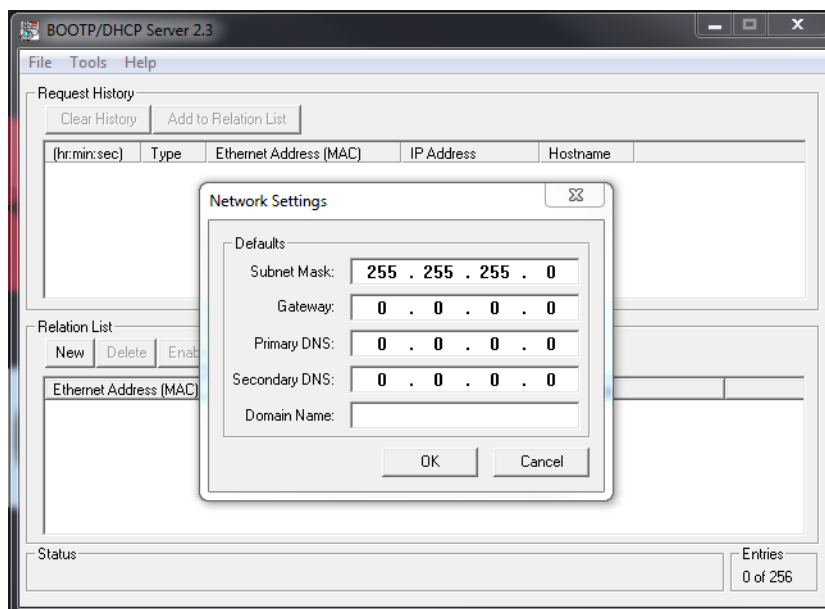 BOOTP/DHCP Server 2.3
File Tools Help
Request History
Clear History Add to Relation List
(hr:min:sec) Type Ethernet Address (MAC) IP Address Hostname
Network Settings
Defaults
Subnet Mask: 255 . 255 . 255 . 0
Gateway: 0 . 0 . 0 . 0
Primary DNS: 0 . 0 . 0 . 0
Secondary DNS: 0 . 0 . 0 . 0
Domain Name:
OK Cancel
Relation List
New Delete Enab
Ethernet Address (MAC)
Status
Entries
0 of 256